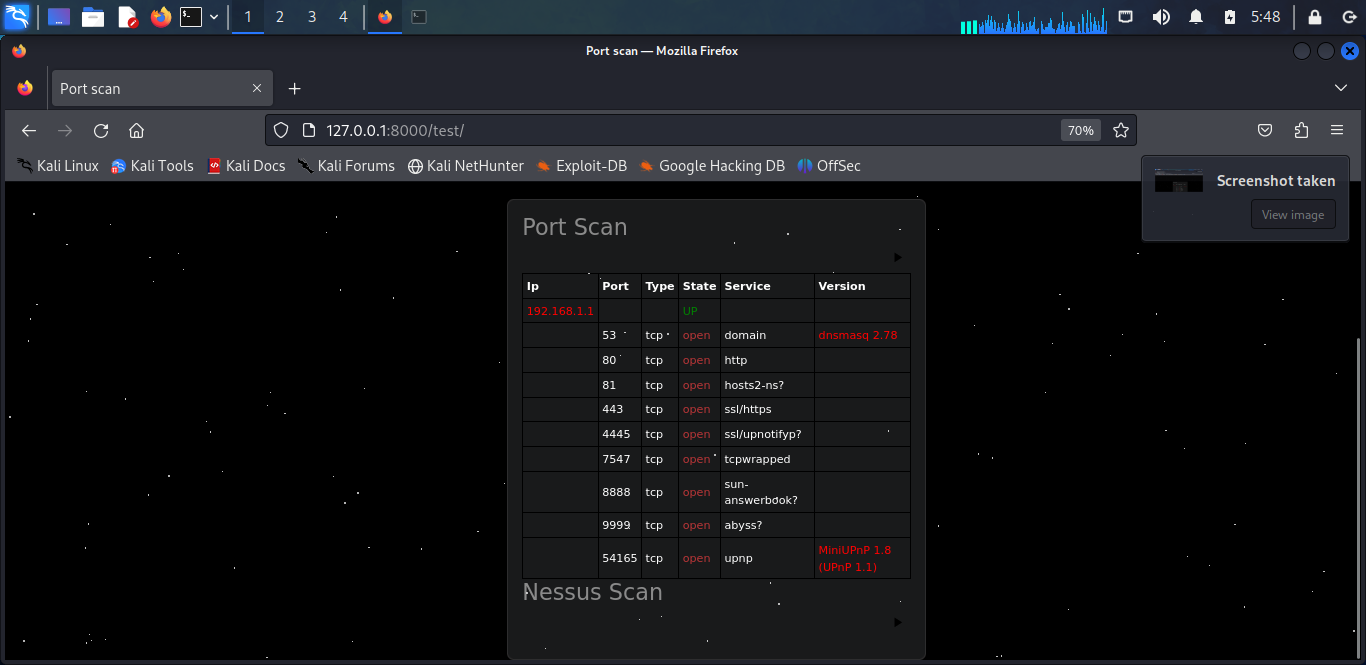 1 2 3 4 5:48
Port scan — Mozilla Firefox
Port scan
127.0.0.1:8000/test/ 70%
Kali Linux Kali Tools Kali Docs Kali Forums Kali NetHunter Exploit-DB Google Hacking DB OffSec
Screenshot taken
View image
Port Scan
Ip Port Type State Service Version
192.168.1.1 UP
53 tcp open domain dnsmasq 2.78
80 tcp open http
81 tcp open hosts2-ns?
443 tcp open ssl/https
4445 tcp open ssl/upnotifyp?
7547 tcp open tcpwrapped
8888 tcp open sun-
answerbook?
9999 tcp open abyss?
54165 tcp open upnp MiniUPnP 1.8
(UPnP 1.1)
Nessus Scan